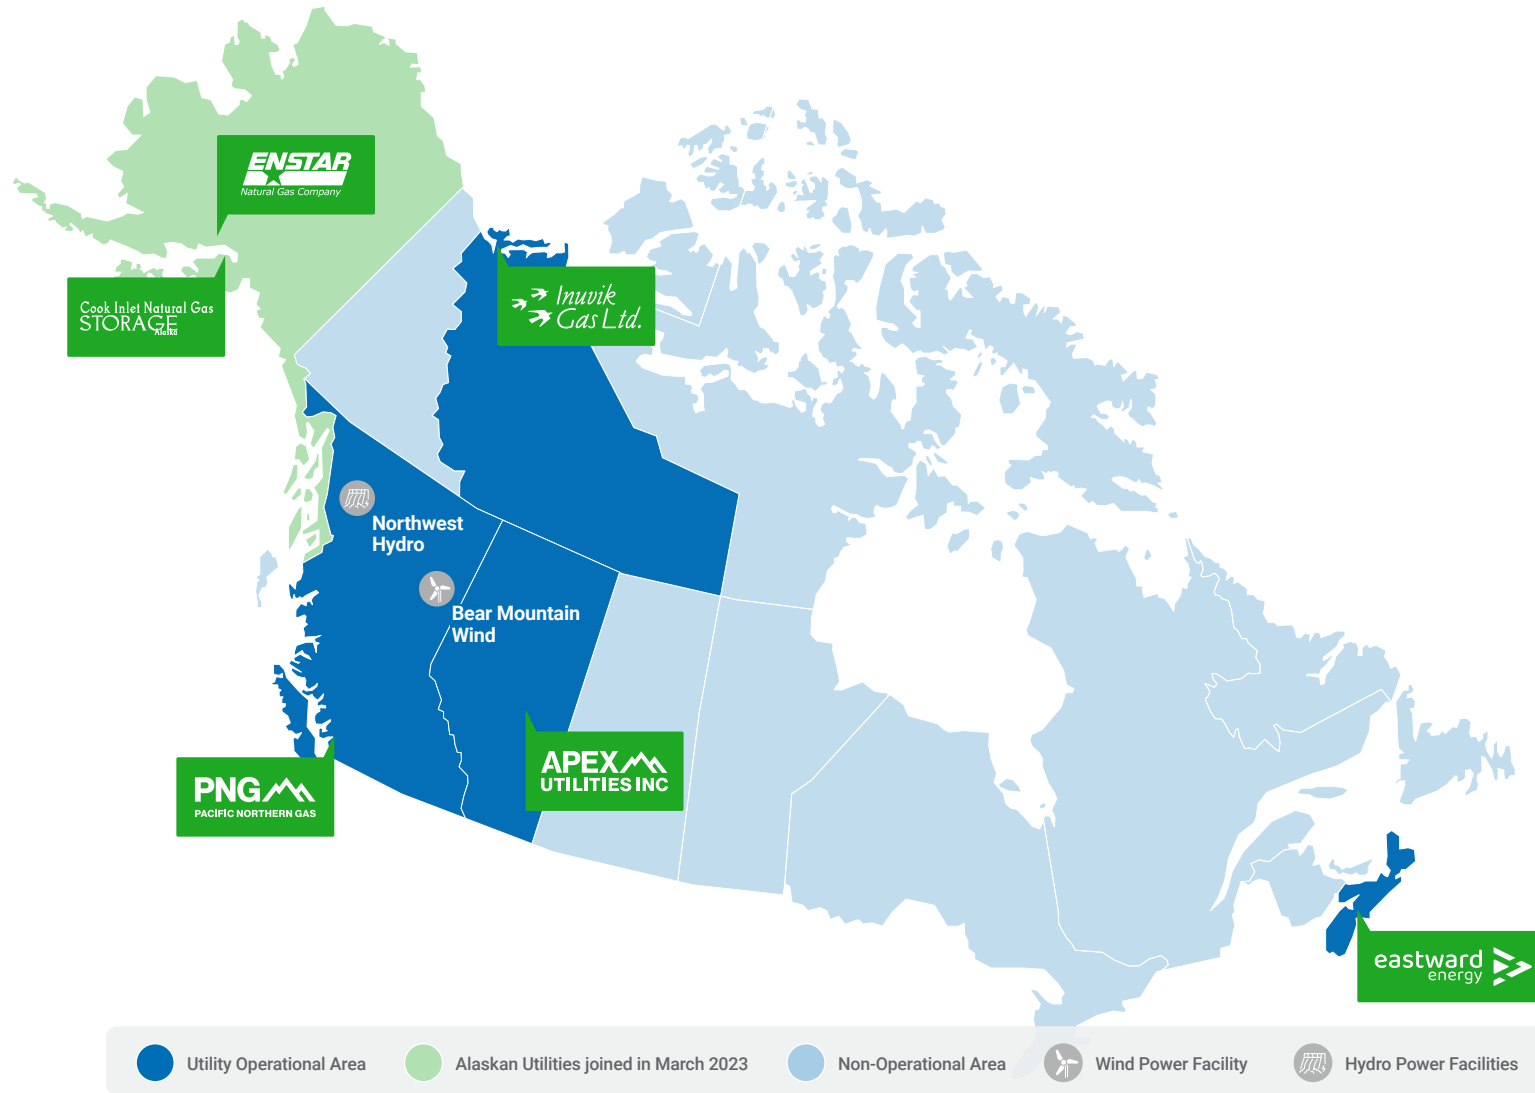 ENSTAR
Natural Gas Company
Cook Inlet Natural Gas
STORAGE
Alaska
Inuvik
Gas Ltd.
Northwest
Hydro
Bear Mountain
Wind
APEX
UTILITIES INC
PNG
PACIFIC NORTHERN GAS
eastward
energy
Utility Operational Area
Alaskan Utilities joined in March 2023
Non-Operational Area
Wind Power Facility
Hydro Power Facilities